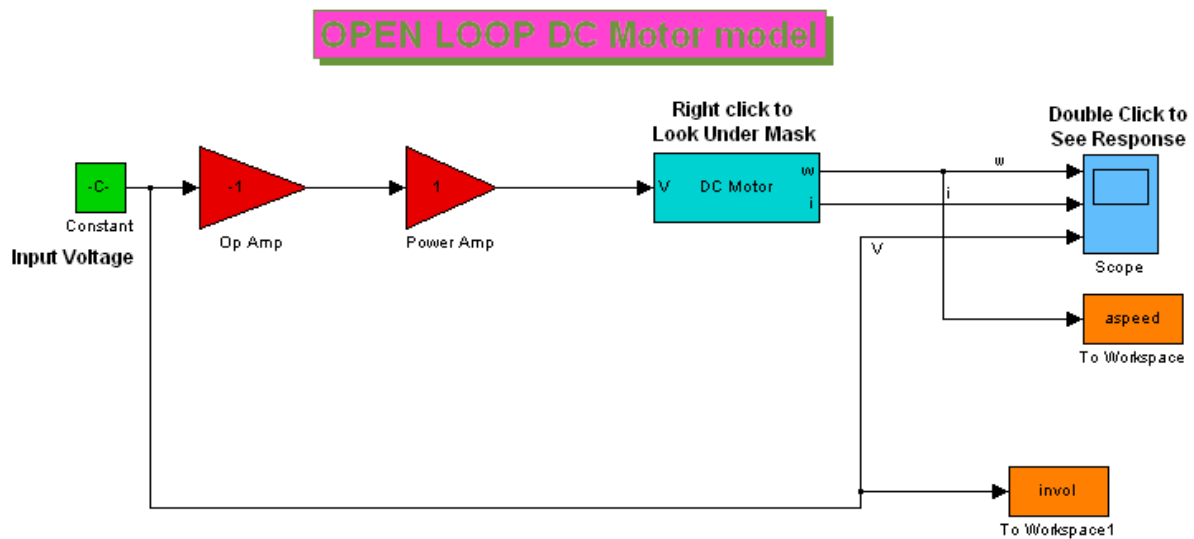 OPEN LOOP DC Motor model
Right click to
Look Under Mask
Double Click to
See Response
-C-
Constant
Input Voltage
-1
Op Amp
1
Power Amp
V
DC Motor
w
i
w
i
V
Scope
aspeed
To Workspace
invol
To Workspace1